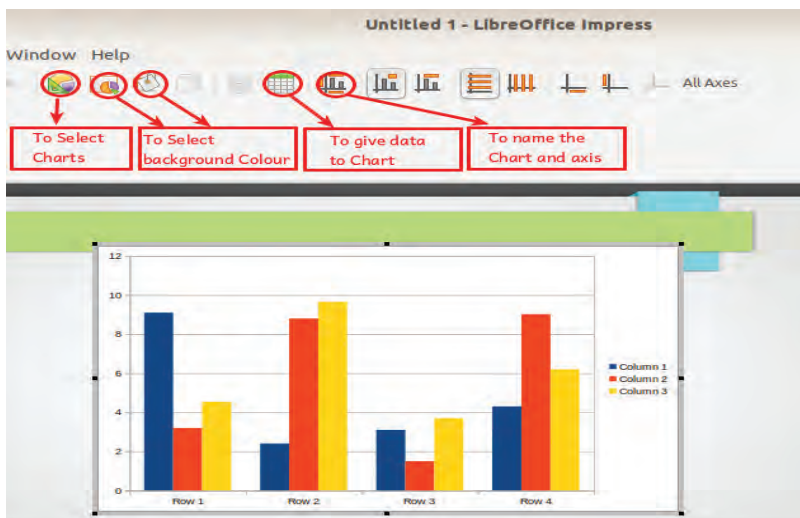 Untitled 1 - LibreOffice Impress
Window Help
All Axes
To Select
Charts
To Select
background Colour
To give data
to Chart
To name the
Chart and axis
12
10
8
6
4
2
0
Row 1
Row 2
Row 3
Row 4
Column 1
Column 2
Column 3